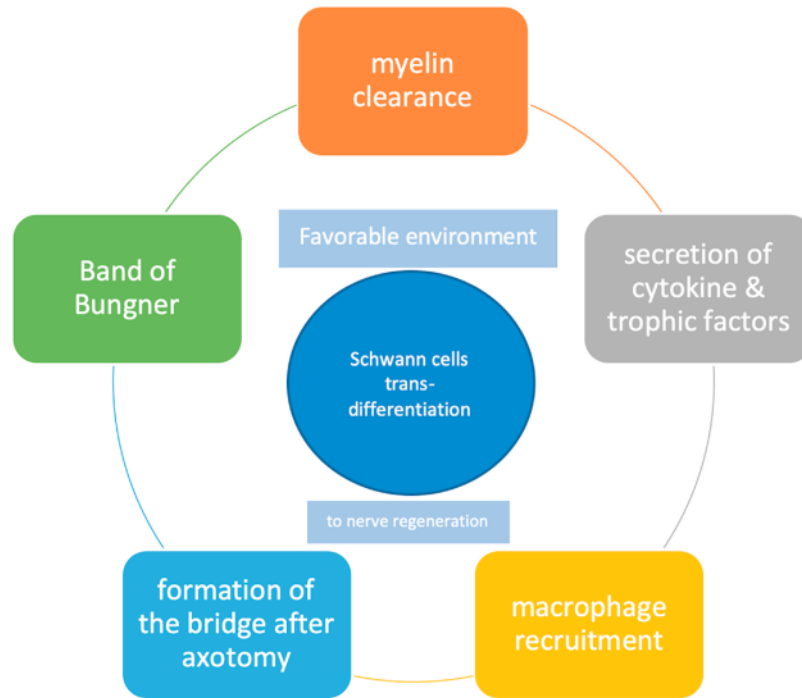 myelin
clearance
Favorable environment
Band of
Bungner
secretion of
cytokine &
trophic factors
Schwann cells
trans-
differentiation
to nerve regeneration
formation of
the bridge after
axotomy
macrophage
recruitment